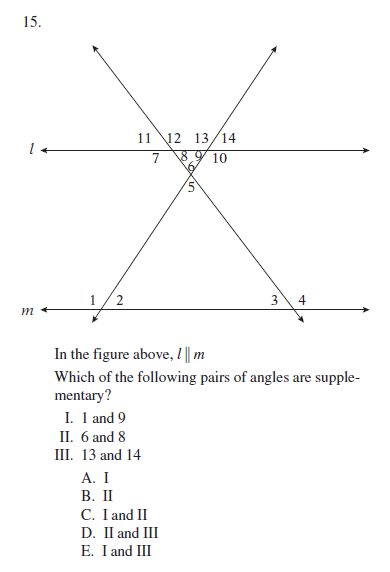 15.
11 12 13 14
l
7 8 9 10
6
5
1 2 3 4
m
In the figure above, l || m
Which of the following pairs of angles are supple-
mentary?
I. 1 and 9
II. 6 and 8
III. 13 and 14
A. I
B. II
C. I and II
D. II and III
E. I and III